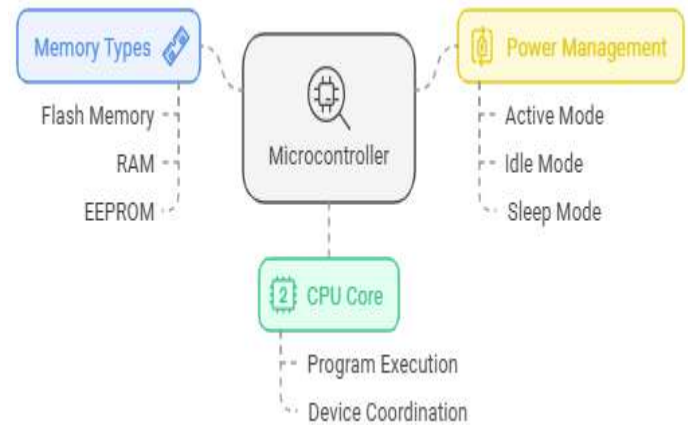 Memory Types
Flash Memory
RAM
EEPROM
Microcontroller
Power Management
Active Mode
Idle Mode
Sleep Mode
2
CPU Core
Program Execution
Device Coordination